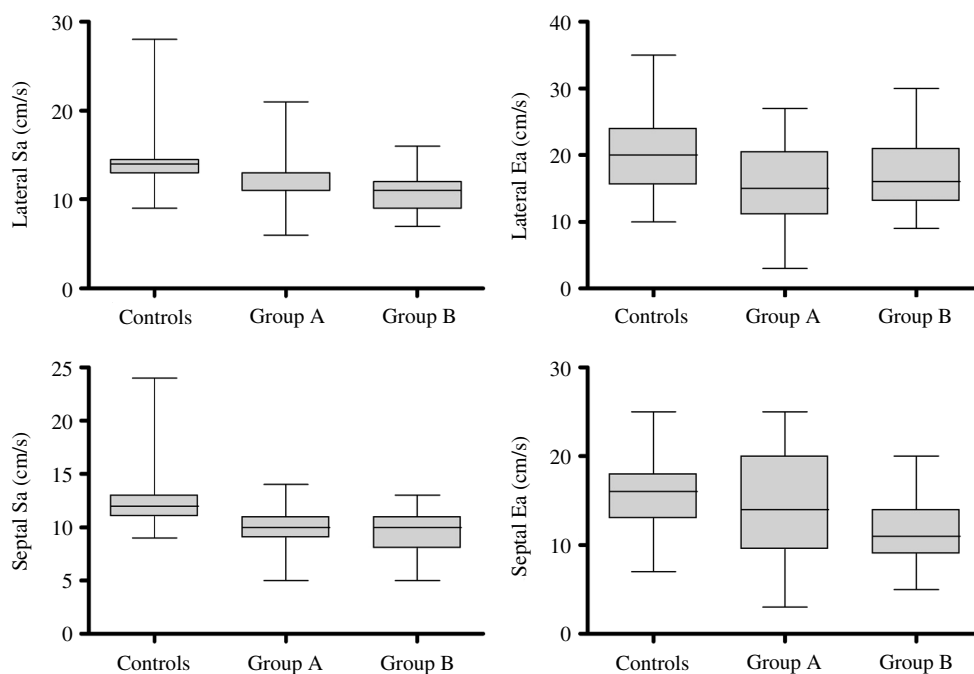 Lateral Sa (cm/s)
30
20
10
0
Controls Group A Group B
Lateral Ea (cm/s)
40
30
20
10
0
Controls Group A Group B
Septal Sa (cm/s)
25
20
15
10
5
0
Controls Group A Group B
Septal Ea (cm/s)
30
20
10
0
Controls Group A Group B